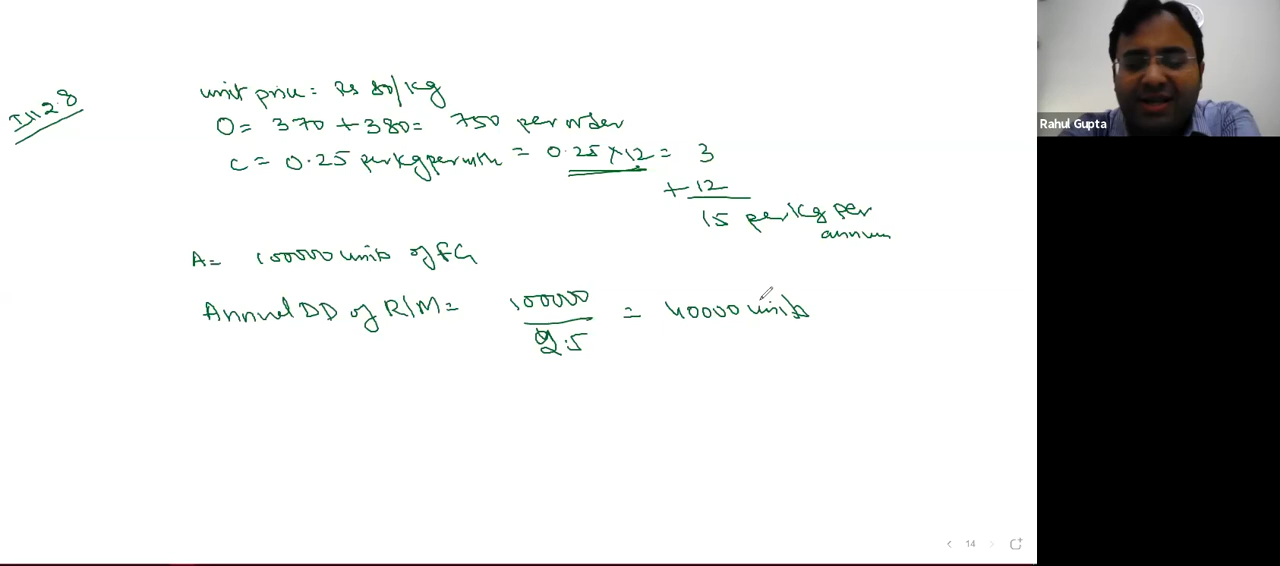 Ill 2.8
unit price = Rs 80/kg
O = 370 + 380 = 750 per order
C = 0.25 per kg per mth = 0.25 × 12 = 3
+ 12
15 per kg per annum
A = 100000 units of FG
Annual DD of R/M = 100000 / 2.5 = 40000 units
Rahul Gupta
14